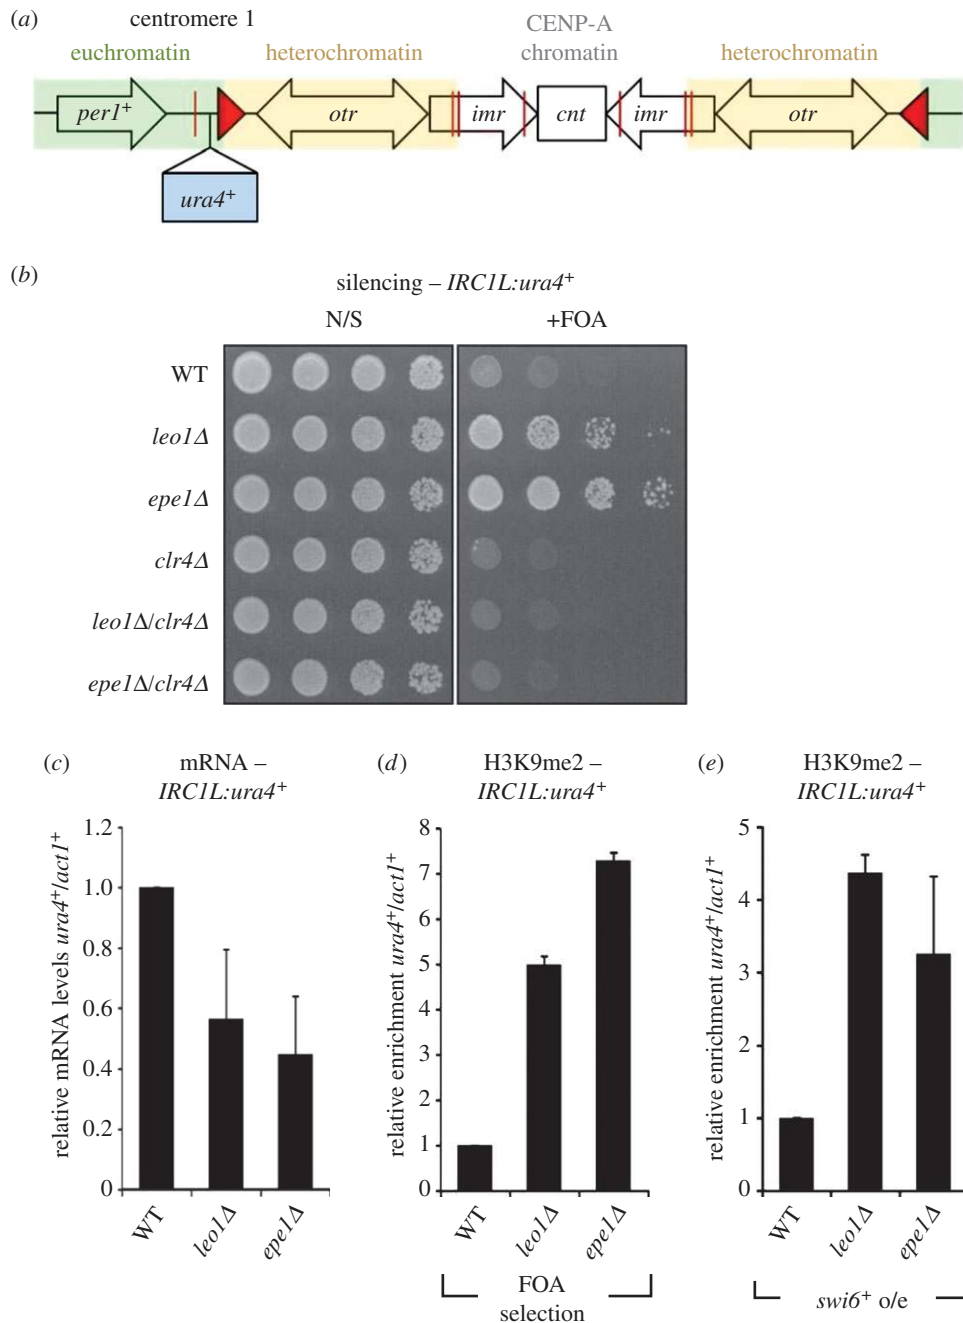 (a)
centromere 1
euchromatin
heterochromatin
CENP-A
chromatin
heterochromatin
per1⁺
otr
imr
cnt
imr
otr
ura4⁺
(b)
silencing – IRC1L:ura4⁺
N/S
+FOA
WT
leo1Δ
epe1Δ
clr4Δ
leo1Δ/clr4Δ
epe1Δ/clr4Δ
(c)
mRNA –
IRC1L:ura4⁺
relative mRNA levels ura4⁺/act1⁺
1.2
1.0
0.8
0.6
0.4
0.2
0
WT
leo1Δ
epe1Δ
(d)
H3K9me2 –
IRC1L:ura4⁺
relative enrichment ura4⁺/act1⁺
8
7
6
5
4
3
2
1
0
WT
leo1Δ
epe1Δ
FOA
selection
(e)
H3K9me2 –
IRC1L:ura4⁺
relative enrichment ura4⁺/act1⁺
5
4
3
2
1
0
WT
leo1Δ
epe1Δ
swi6⁺ o/e